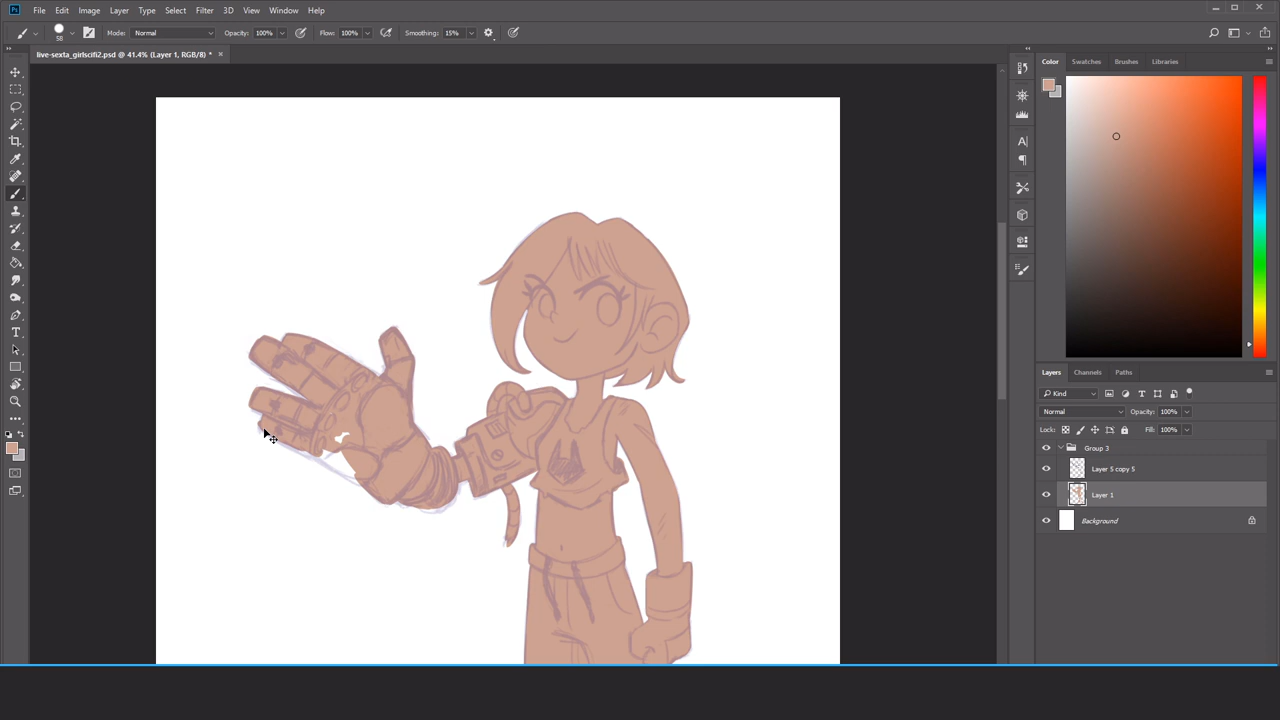 Ps File Edit Image Layer Type Select Filter 3D View Window Help
58 Mode: Normal Opacity: 100% Flow: 100% Smoothing: 15%
live-sexta_girlscifi2.psd @ 41.4% (Layer 1, RGB/8) * ×
Color Swatches Brushes Libraries
Layers Channels Paths
Kind
Normal Opacity: 100%
Lock: Fill: 100%
Group 3
Layer 5 copy 5
Layer 1
Background